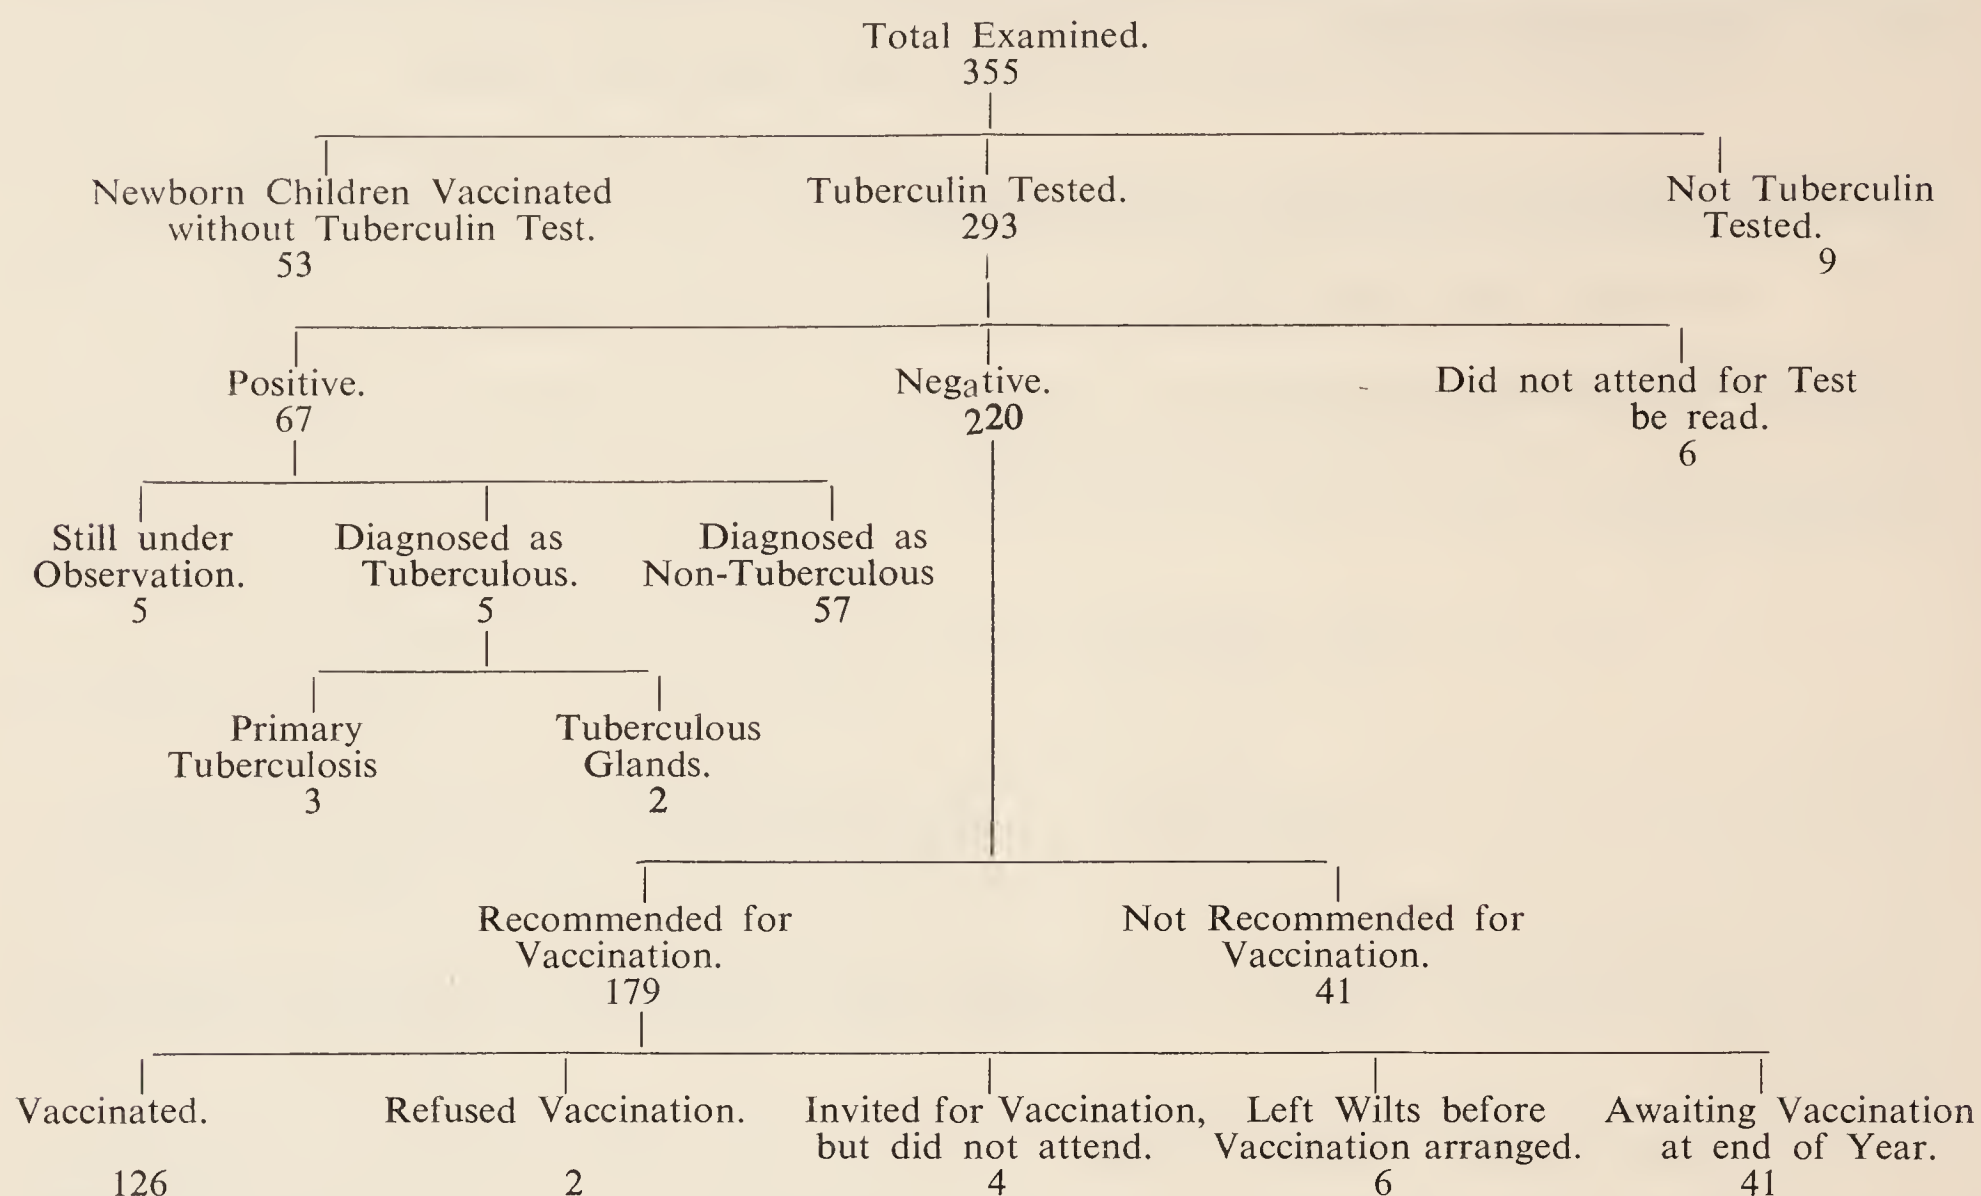 Total Examined.
355
Newborn Children Vaccinated
without Tuberculin Test.
53
Tuberculin Tested.
293
Not Tuberculin
Tested.
9
Positive.
67
Negative.
220
Did not attend for Test
be read.
6
Still under
Observation.
5
Diagnosed as
Tuberculous.
5
Diagnosed as
Non-Tuberculous
57
Primary
Tuberculosis
3
Tuberculous
Glands.
2
Recommended for
Vaccination.
179
Not Recommended for
Vaccination.
41
Vaccinated.
126
Refused Vaccination.
2
Invited for Vaccination,
but did not attend.
4
Left Wilts before
Vaccination arranged.
6
Awaiting Vaccination
at end of Year.
41